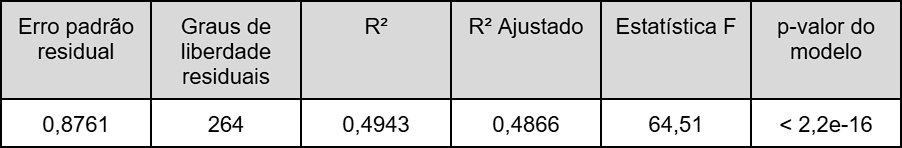 Erro padrão residual
Graus de liberdade residuais
R²
R² Ajustado
Estatística F
p-valor do modelo
0,8761
264
0,4943
0,4866
64,51
< 2,2e-16